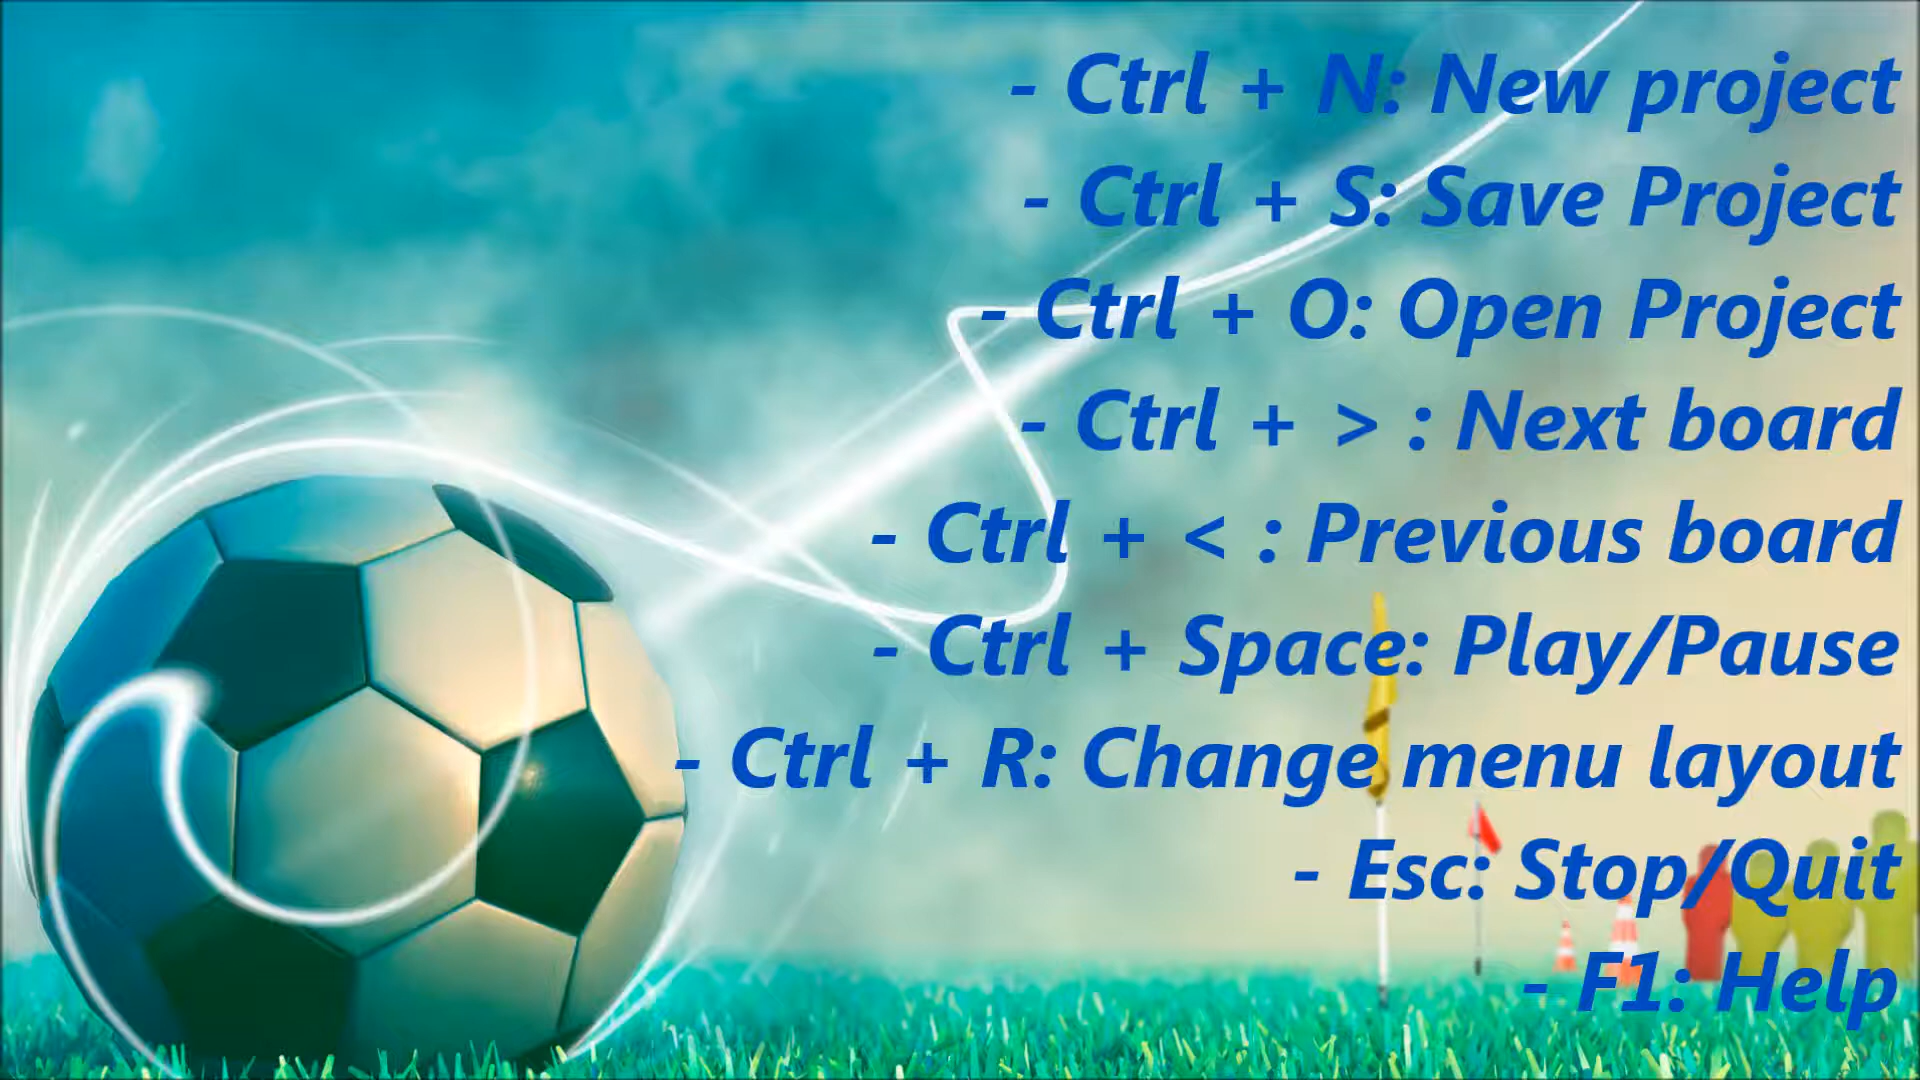 - Ctrl + N: New project
- Ctrl + S: Save Project
- Ctrl + O: Open Project
- Ctrl + > : Next board
- Ctrl + < : Previous board
- Ctrl + Space: Play/Pause
- Ctrl + R: Change menu layout
- Esc: Stop/Quit
- F1: Help